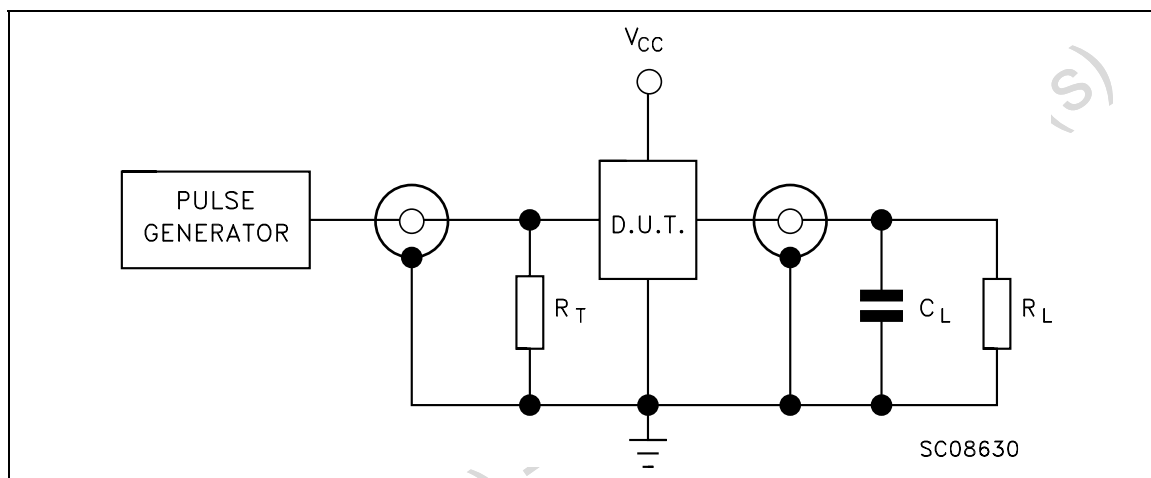 V_CC
PULSE
GENERATOR
D.U.T.
R_T
C_L
R_L
SC08630
(s)